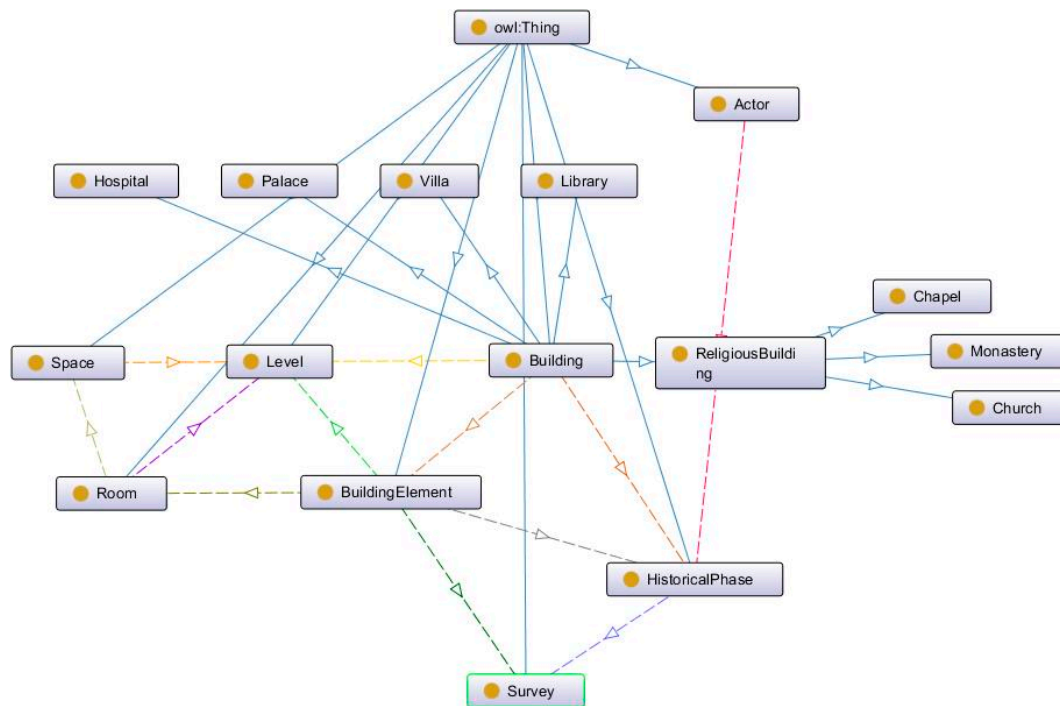 owl:Thing
Actor
Hospital
Palace
Villa
Library
Chapel
Space
Level
Building
ReligiousBuildi
ng
Monastery
Church
Room
BuildingElement
HistoricalPhase
Survey